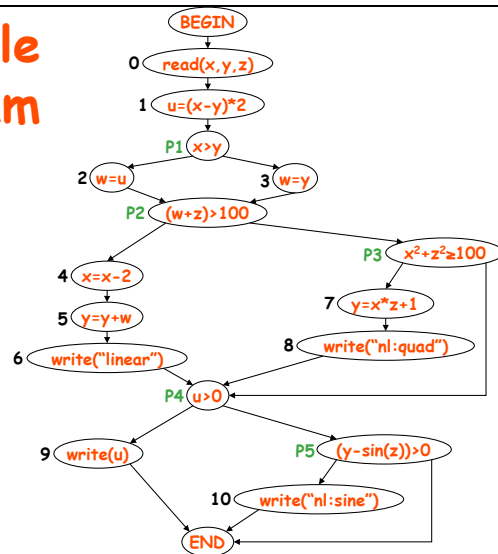 le
m
BEGIN
0 read(x,y,z)
1 u=(x-y)*2
P1 x>y
2 w=u
3 w=y
P2 (w+z)>100
P3 x²+z²≥100
4 x=x-2
7 y=x*z+1
5 y=y+w
6 write("linear")
8 write("nl:quad")
P4 u>0
9 write(u)
P5 (y-sin(z))>0
10 write("nl:sine")
END